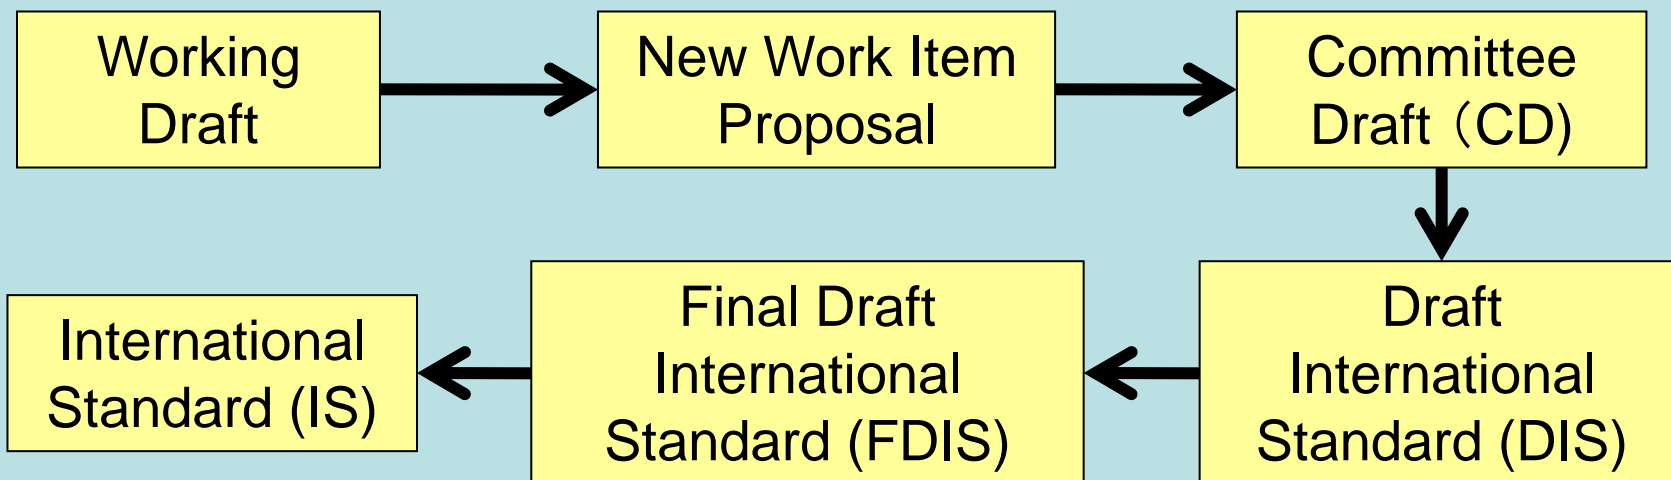 Working
Draft
New Work Item
Proposal
Committee
Draft （CD)
Draft
International
Standard (DIS)
Final Draft
International
Standard (FDIS)
International
Standard (IS)